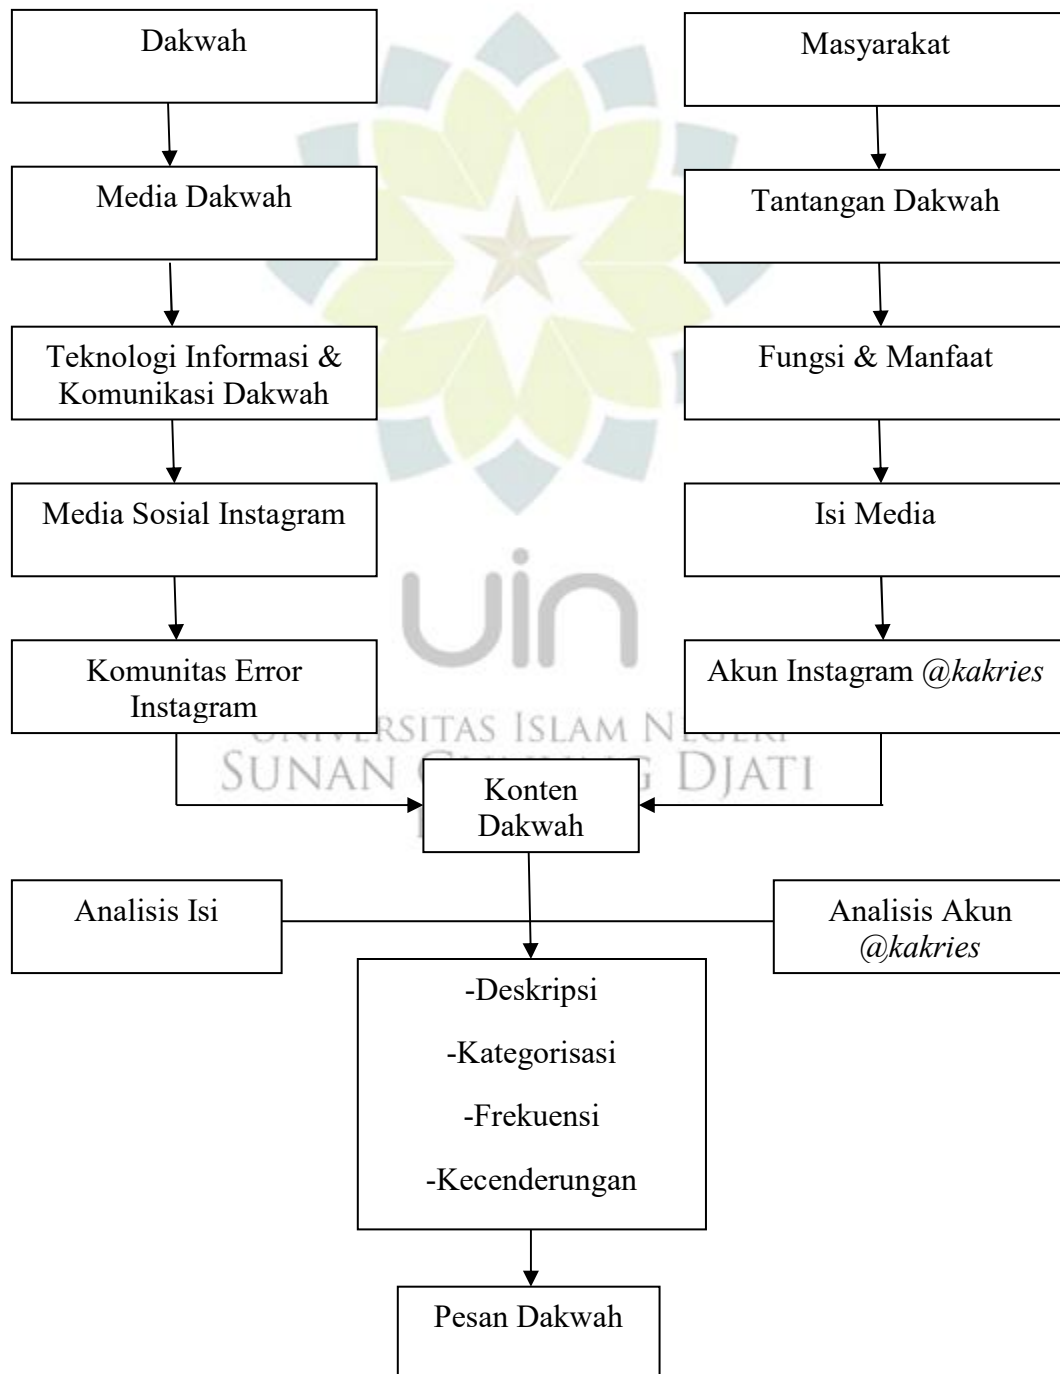 Dakwah
Masyarakat
Media Dakwah
Tantangan Dakwah
Teknologi Informasi &
Komunikasi Dakwah
Fungsi & Manfaat
Media Sosial Instagram
Isi Media
uin
Komunitas Error
Instagram
Akun Instagram @kakries
UNIVERSITAS ISLAM NEGERI
SUNAN G DJATI
Konten
Dakwah
Analisis Isi
Analisis Akun
@kakries
-Deskripsi
-Kategorisasi
-Frekuensi
-Kecenderungan
Pesan Dakwah